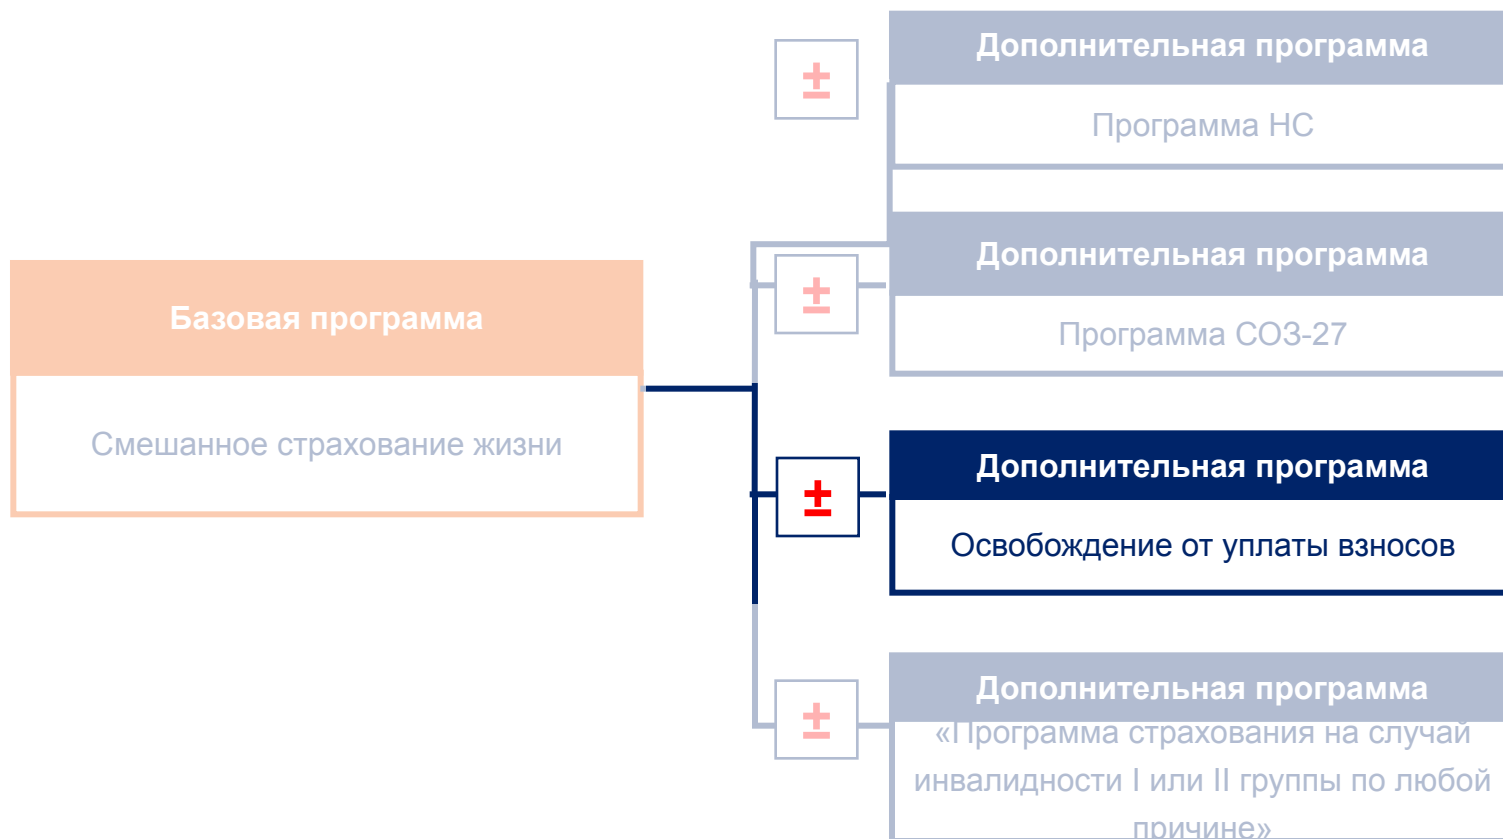 Дополнительная программа
±
Программа НС
Дополнительная программа
±
Программа СОЗ-27
Базовая программа
Смешанное страхование жизни
Дополнительная программа
±
Освобождение от уплаты взносов
Дополнительная программа
±
«Программа страхования на случай
инвалидности I или II группы по любой
причине»